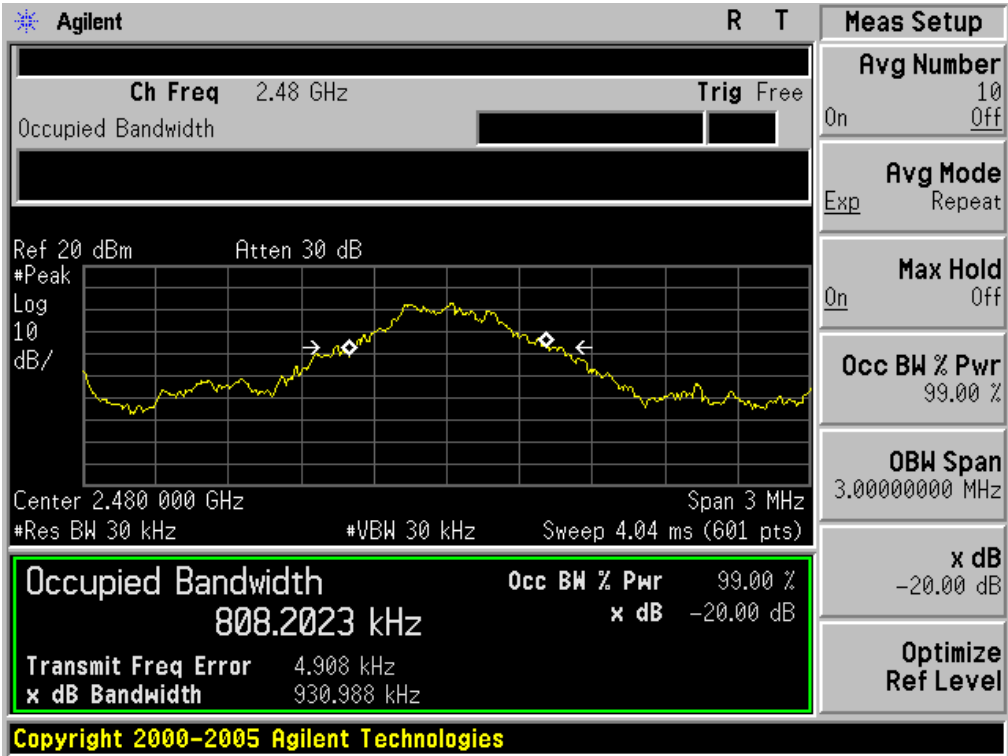 Agilent R T
Ch Freq 2.48 GHz Trig Free
Occupied Bandwidth
Ref 20 dBm Atten 30 dB
#Peak
Log
10
dB/
Center 2.480 000 GHz Span 3 MHz
#Res BW 30 kHz #VBW 30 kHz Sweep 4.04 ms (601 pts)
Occupied Bandwidth Occ BW % Pwr 99.00 %
808.2023 kHz x dB -20.00 dB
Transmit Freq Error 4.908 kHz
x dB Bandwidth 930.988 kHz
Copyright 2000-2005 Agilent Technologies
Meas Setup
Avg Number
10
On Off
Avg Mode
Exp Repeat
Max Hold
On Off
Occ BW % Pwr
99.00 %
OBW Span
3.00000000 MHz
x dB
-20.00 dB
Optimize
Ref Level